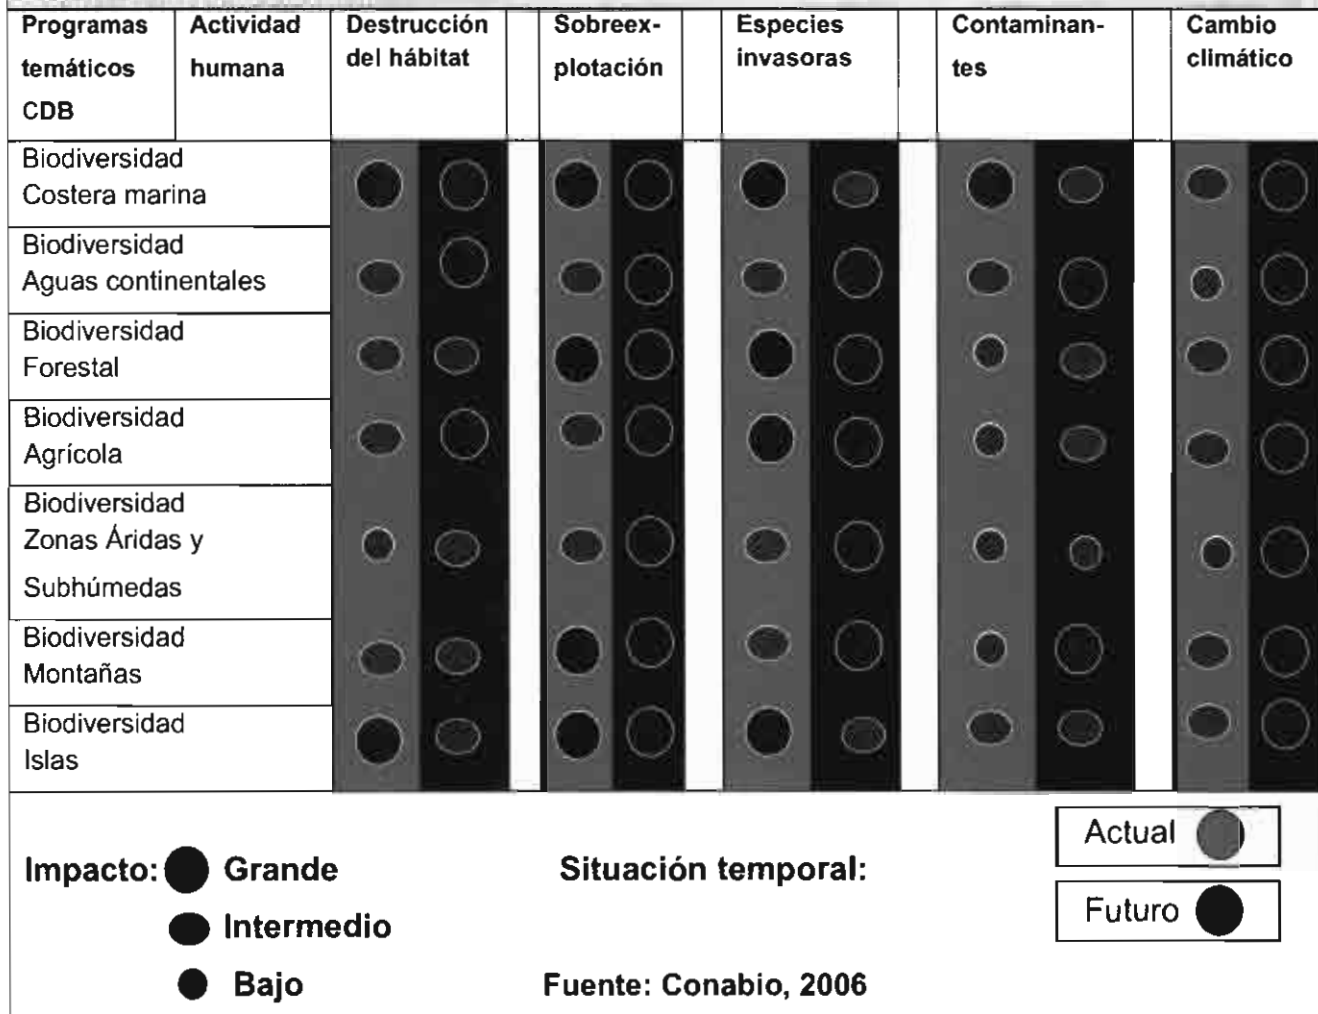 Programas temáticos CDB
Actividad humana
Destrucción del hábitat
Sobreex-
plotación
Especies invasoras
Contaminan-
tes
Cambio climático
Biodiversidad
Costera marina
Biodiversidad
Aguas continentales
Biodiversidad
Forestal
Biodiversidad
Agrícola
Biodiversidad
Zonas Áridas y
Subhúmedas
Biodiversidad
Montañas
Biodiversidad
Islas
Impacto: Grande
Intermedio
Bajo
Situación temporal:
Actual
Futuro
Fuente: Conabio, 2006